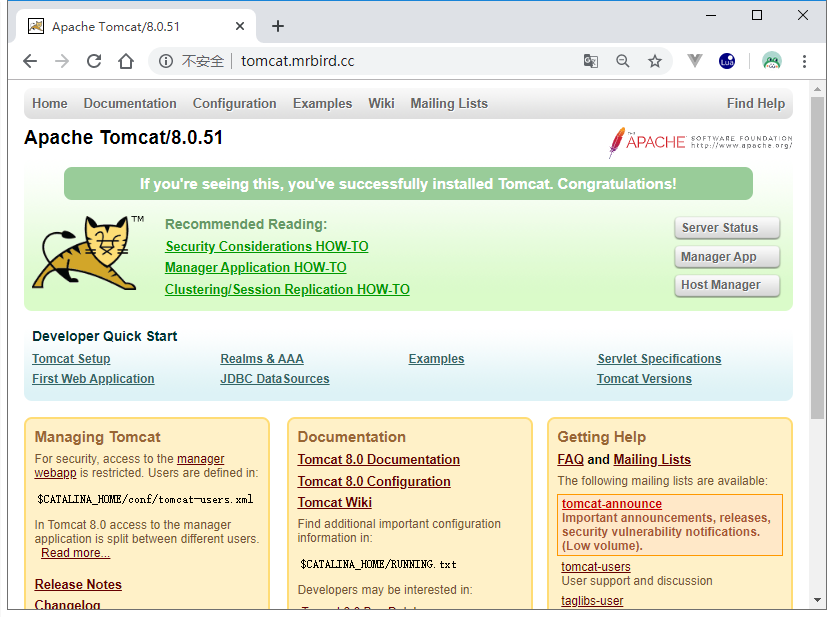 Apache Tomcat/8.0.51
不安全 tomcat.mrbird.cc
Lua
Home Documentation Configuration Examples Wiki Mailing Lists Find Help
Apache Tomcat/8.0.51
THE APACHE SOFTWARE FOUNDATION
http://www.apache.org/
If you're seeing this, you've successfully installed Tomcat. Congratulations!
TM
Recommended Reading:
Security Considerations HOW-TO
Manager Application HOW-TO
Clustering/Session Replication HOW-TO
Server Status
Manager App
Host Manager
Developer Quick Start
Tomcat Setup
First Web Application
Realms & AAA
JDBC DataSources
Examples
Servlet Specifications
Tomcat Versions
Managing Tomcat
For security, access to the manager
webapp is restricted. Users are defined in:
$CATALINA_HOME/conf/tomcat-users.xml
In Tomcat 8.0 access to the manager
application is split between different users.
Read more...
Release Notes
Changelog
Documentation
Tomcat 8.0 Documentation
Tomcat 8.0 Configuration
Tomcat Wiki
Find additional important configuration
information in:
$CATALINA_HOME/RUNNING.txt
Developers may be interested in:
Getting Help
FAQ and Mailing Lists
The following mailing lists are available:
tomcat-announce
Important announcements, releases,
security vulnerability notifications.
(Low volume).
tomcat-users
User support and discussion
taglibs-user